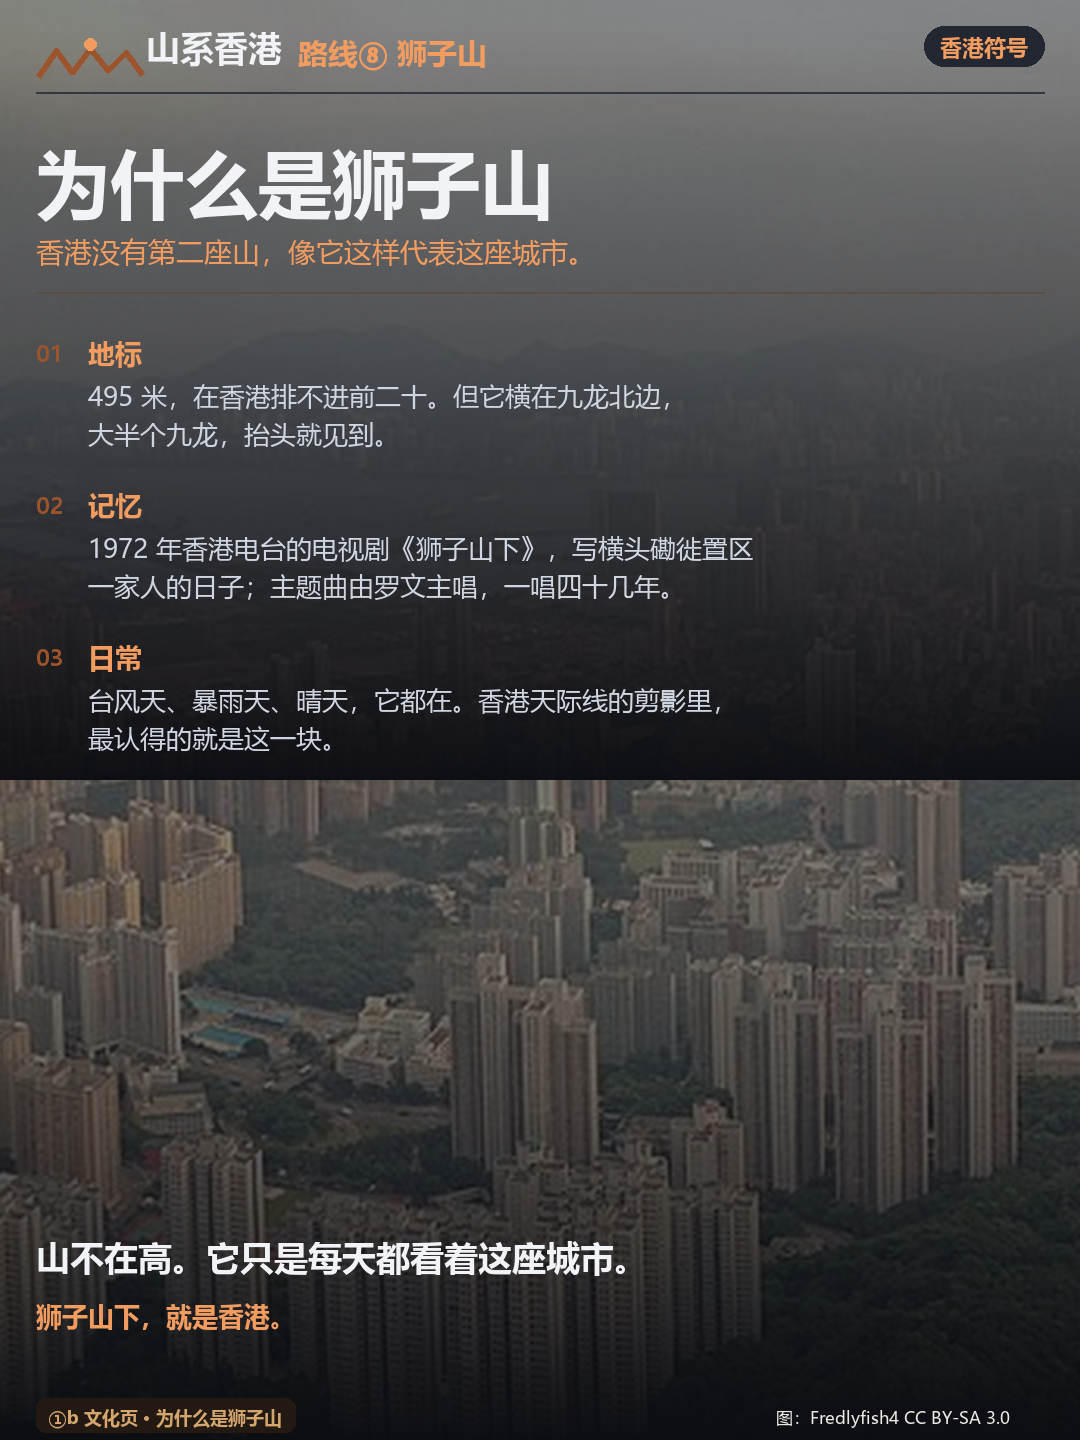 山系香港 路线⑧ 狮子山
香港符号
为什么是狮子山
香港没有第二座山，像它这样代表这座城市。
01 地标
495 米，在香港排不进前二十。但它横在九龙北边，
大半个九龙，抬头就见到。
02 记忆
1972 年香港电台的电视剧《狮子山下》，写横头磡徙置区
一家人的日子；主题曲由罗文主唱，一唱四十几年。
03 日常
台风天、暴雨天、晴天，它都在。香港天际线的剪影里，
最认得的就是这一块。
山不在高。它只是每天都看着这座城市。
狮子山下，就是香港。
①b 文化页·为什么是狮子山
图：Fredlyfish4 CC BY-SA 3.0